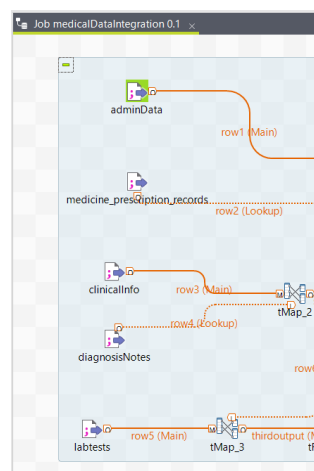 Job medicalDataIntegration 0.1
adminData
row1 (Main)
medicine_prescription_records
row2 (Lookup)
clinicalInfo
row3 (Main)
tMap_2
row4 (Lookup)
diagnosisNotes
row6
labtests
row5 (Main)
tMap_3
thirdoutput (M